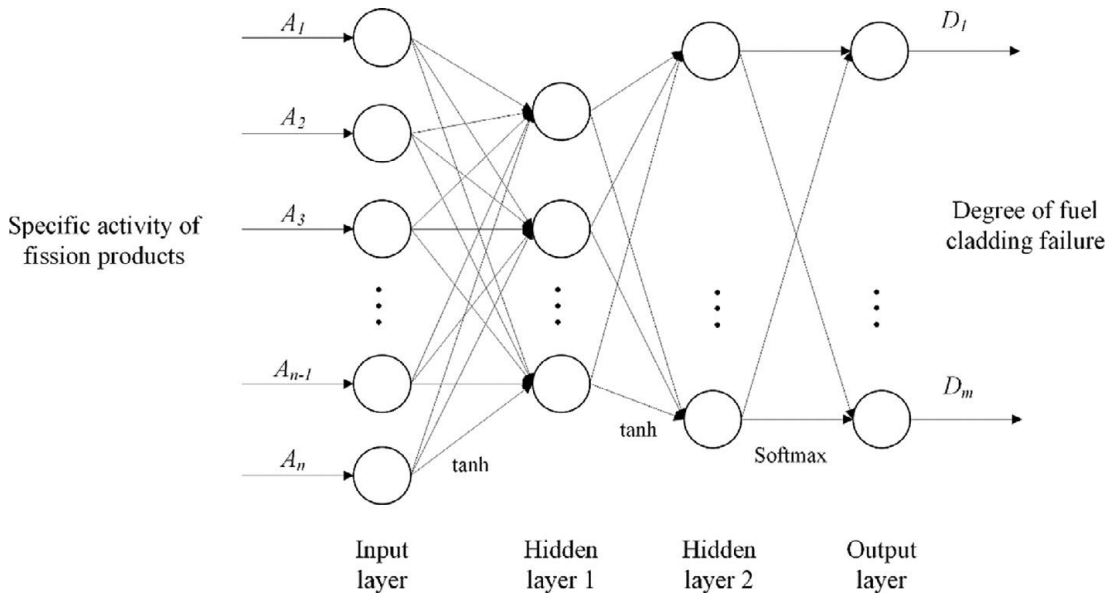 A1
A2
A3
An-1
An
Specific activity of
fission products
tanh
tanh
Softmax
D1
Dm
Degree of fuel
cladding failure
Input
layer
Hidden
layer 1
Hidden
layer 2
Output
layer